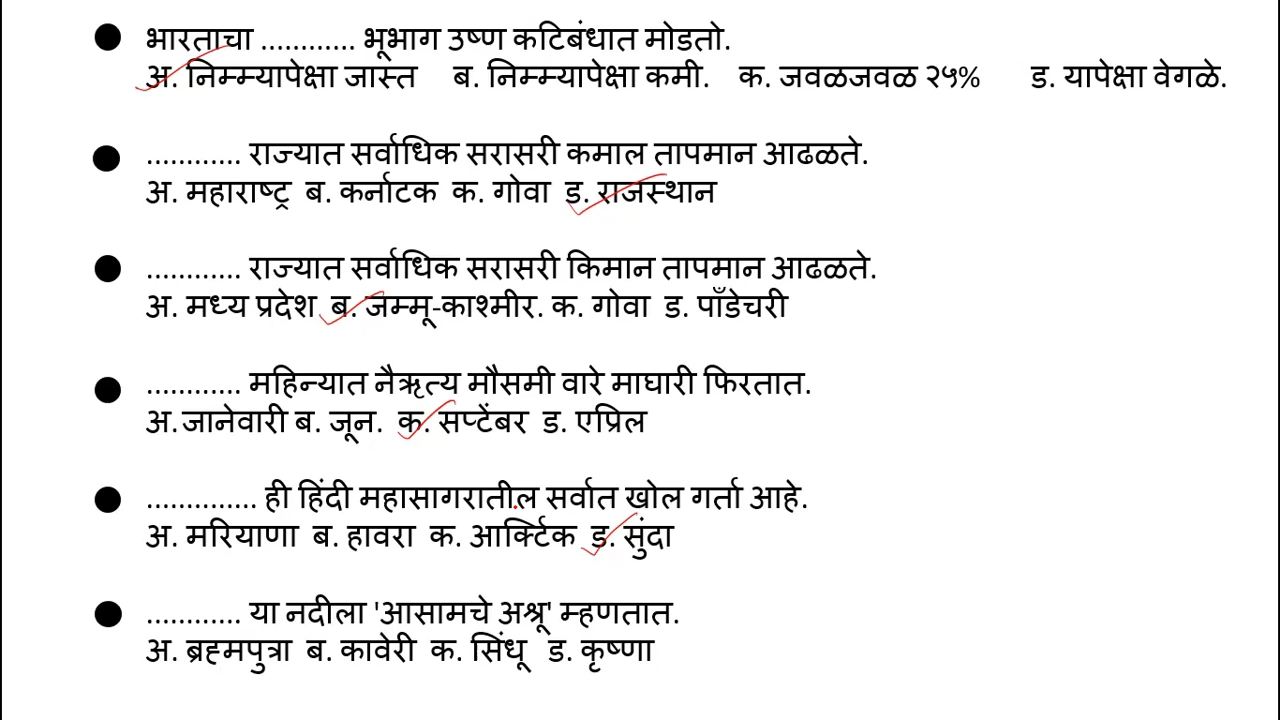 भारताचा ............ भूभाग उष्ण कटिबंधात मोडतो.
अ. निम्म्यापेक्षा जास्त ब. निम्म्यापेक्षा कमी. क. जवळजवळ २५% ड. यापेक्षा वेगळे.
............ राज्यात सर्वाधिक सरासरी कमाल तापमान आढळते.
अ. महाराष्ट्र ब. कर्नाटक क. गोवा ड. राजस्थान
............ राज्यात सर्वाधिक सरासरी किमान तापमान आढळते.
अ. मध्य प्रदेश ब. जम्मू-काश्मीर. क. गोवा ड. पाँडेचरी
............ महिन्यात नैऋत्य मौसमी वारे माघारी फिरतात.
अ. जानेवारी ब. जून. क. सप्टेंबर ड. एप्रिल
.............. ही हिंदी महासागरातील सर्वात खोल गर्ता आहे.
अ. मरियाणा ब. हावरा क. आर्क्टिक ड. सुंदा
............ या नदीला 'आसामचे अश्रू' म्हणतात.
अ. ब्रह्मपुत्रा ब. कावेरी क. सिंधू ड. कृष्णा